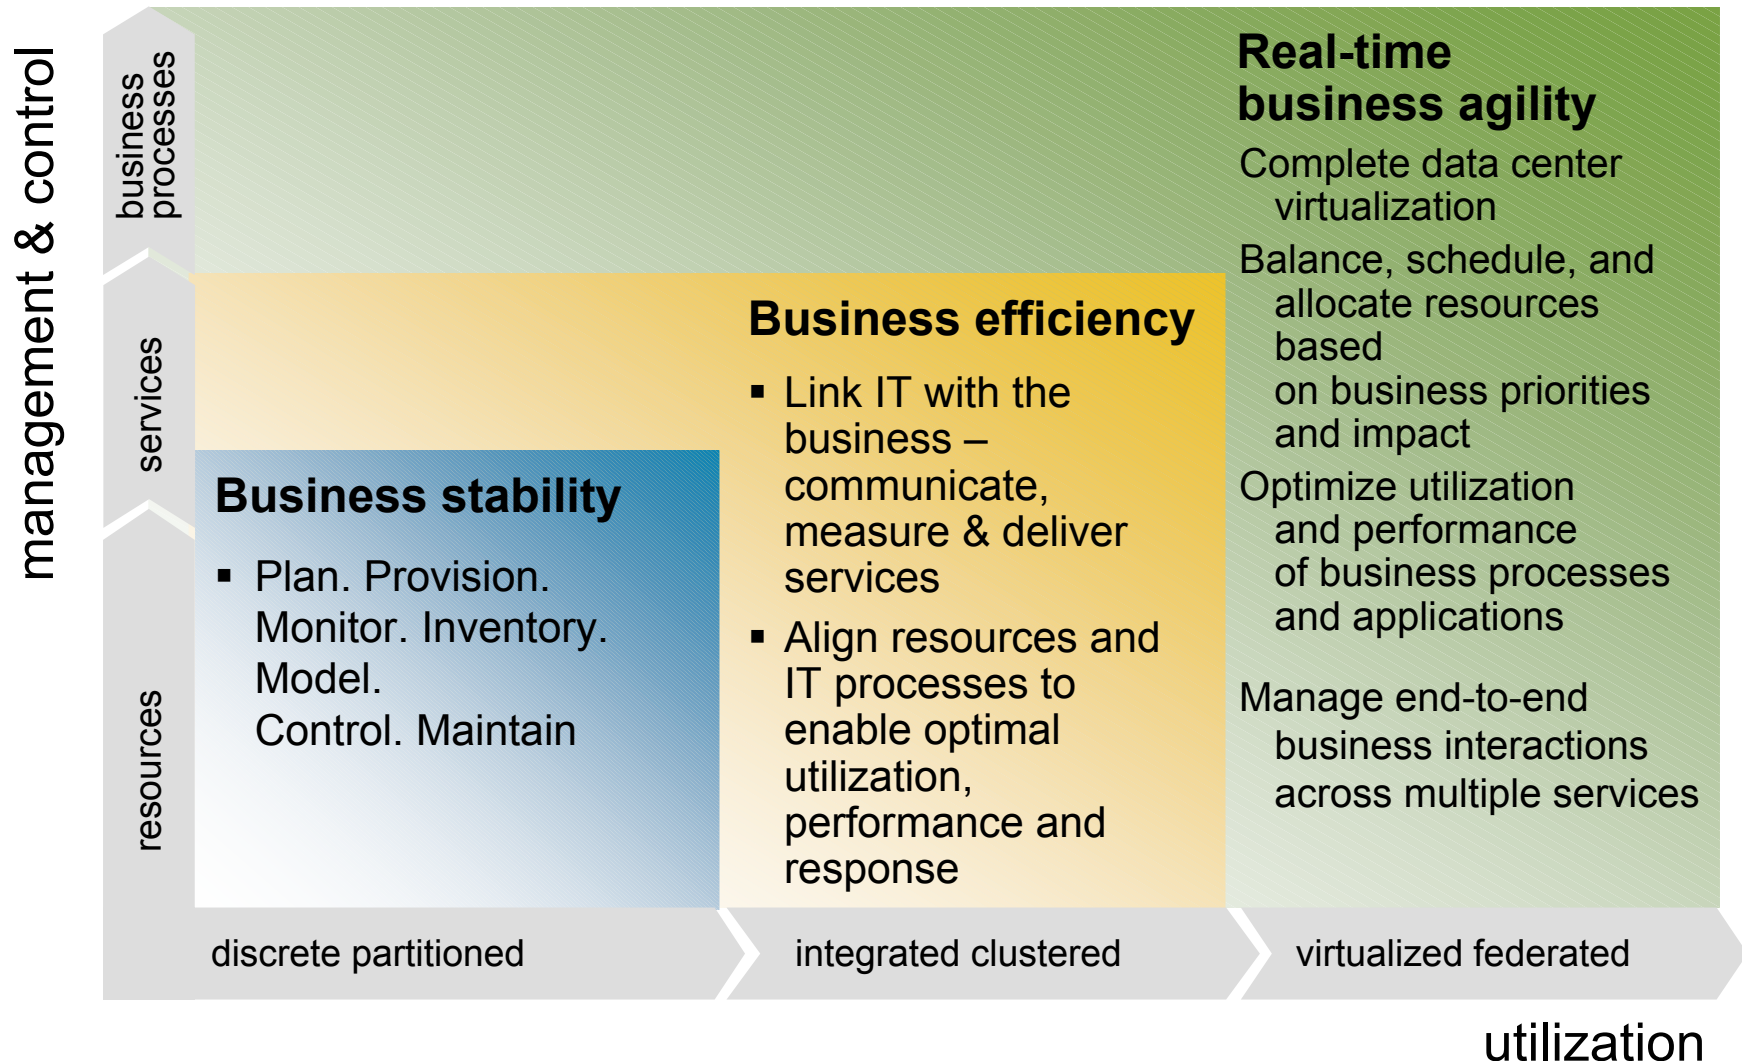 management & control
business
processes
services
resources
Real-time
business agility
Complete data center
virtualization
Balance, schedule, and
allocate resources
based
on business priorities
and impact
Optimize utilization
and performance
of business processes
and applications
Manage end-to-end
business interactions
across multiple services
Business efficiency
▪ Link IT with the
business –
communicate,
measure & deliver
services
▪ Align resources and
IT processes to
enable optimal
utilization,
performance and
response
Business stability
▪ Plan. Provision.
Monitor. Inventory.
Model.
Control. Maintain
discrete partitioned
integrated clustered
virtualized federated
utilization